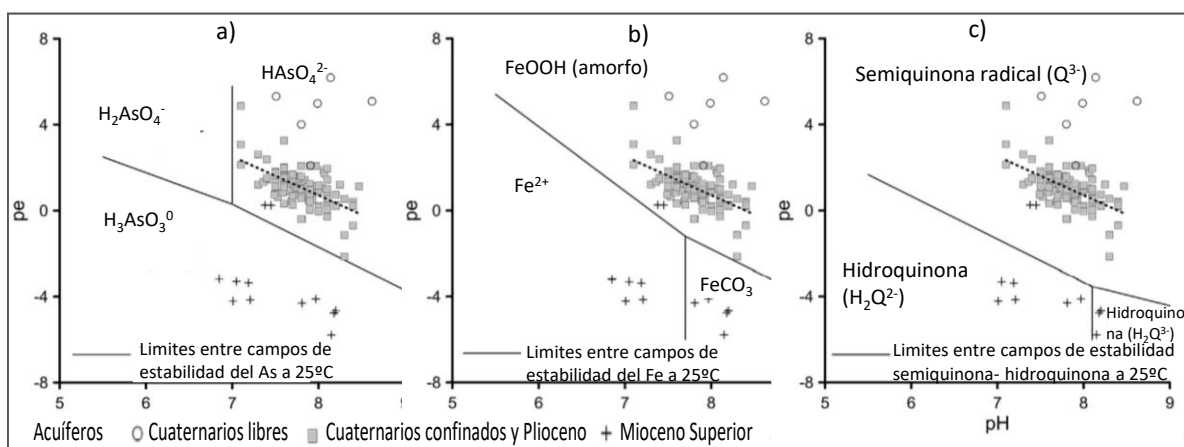 a)
b)
c)
8
4
0
-4
-8
pe
5
6
7
8
9
HAsO₄²⁻
H₂AsO₄⁻
H₃AsO₃⁰
Limites entre campos de
estabilidad del As a 25ºC
8
4
0
-4
-8
pe
5
6
7
8
FeOOH (amorfo)
Fe²⁺
FeCO₃
Limites entre campos de
estabilidad del Fe a 25ºC
8
4
0
-4
-8
pe
5
6
7
8
9
pH
Semiquinona radical (Q³⁻)
Hidroquinona
(H₂Q²⁻)
Hidroquino
na (H₂Q³⁻)
Limites entre campos de
estabilidad
semiquinona- hidroquinona a 25ºC
Acuíferos Cuaternarios libres Cuaternarios confinados y Plioceno Mioceno Superior